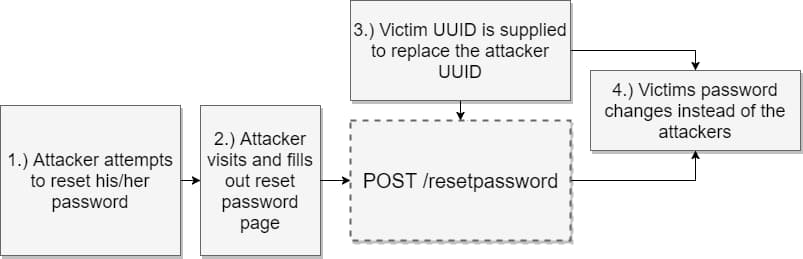 1.) Attacker attempts
to reset his/her
password
2.) Attacker
visits and fills
out reset
password
page
3.) Victim UUID is supplied
to replace the attacker
UUID
POST /resetpassword
4.) Victims password
changes instead of the
attackers